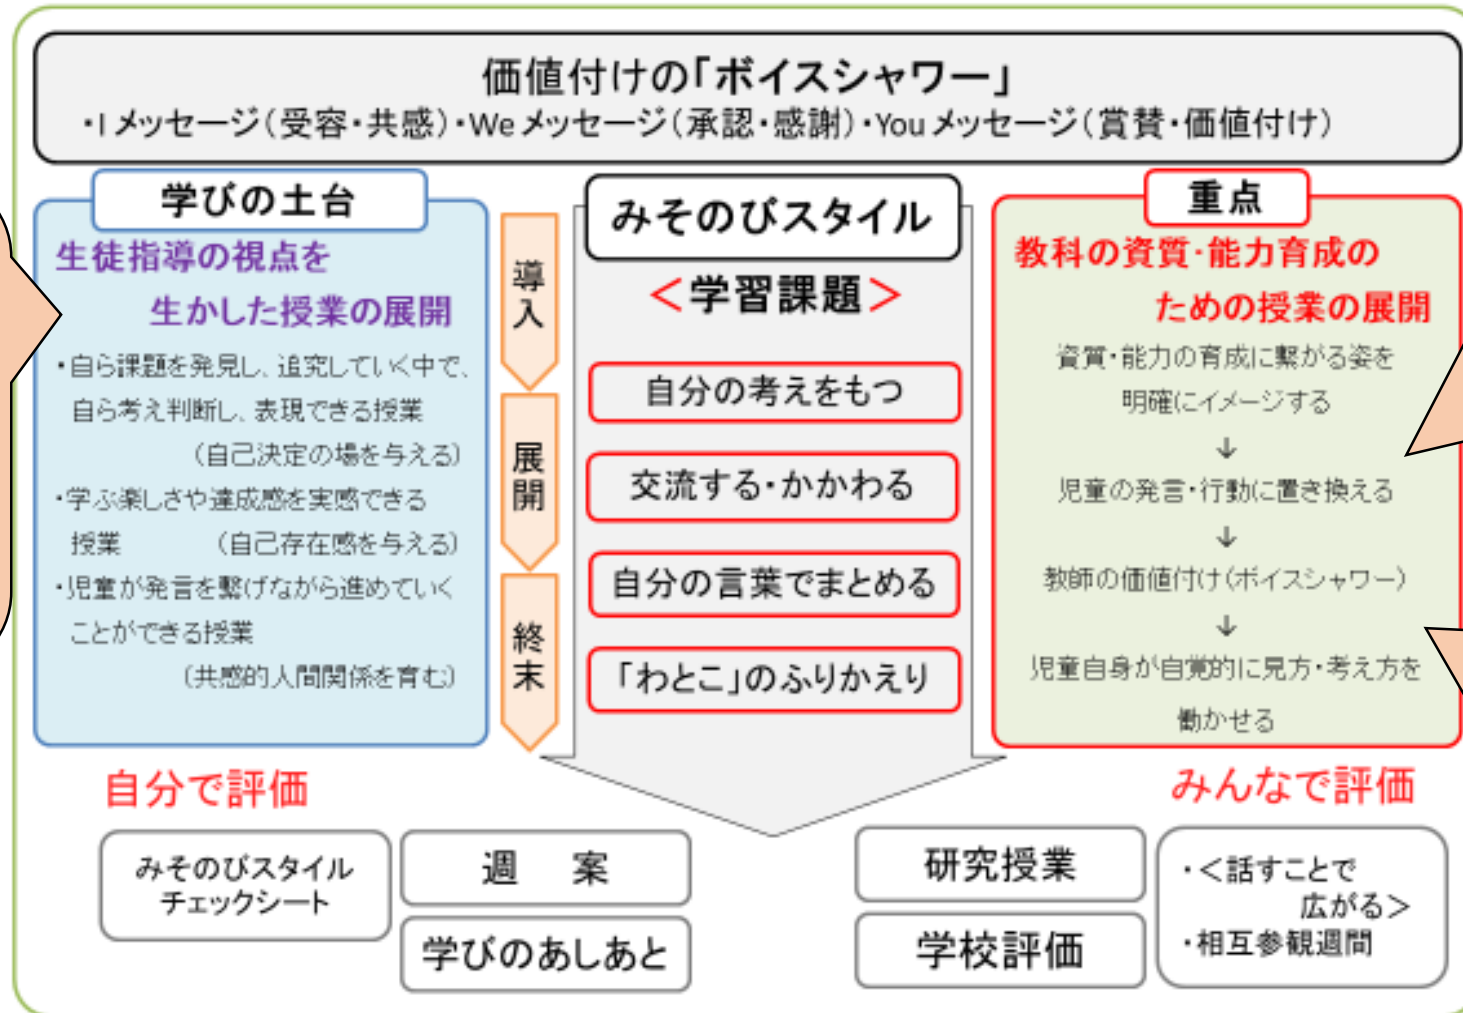 価値付けの「ボイスシャワー」
・Iメッセージ（受容・共感）・Weメッセージ（承認・感謝）・Youメッセージ（賞賛・価値付け）
学びの土台
生徒指導の視点を
生かした授業の展開
・自ら課題を発見し、追究していく中で、
自ら考え判断し、表現できる授業
（自己決定の場を与える）
・学ぶ楽しさや達成感を実感できる
授業　（自己存在感を与える）
・児童が発言を繋げながら進めていく
ことができる授業
（共感的人間関係を育む）
導入
展開
終末
みそのびスタイル
＜学習課題＞
自分の考えをもつ
交流する・かかわる
自分の言葉でまとめる
「わとこ」のふりかえり
重点
教科の資質・能力育成の
ための授業の展開
資質・能力の育成に繋がる姿を
明確にイメージする
↓
児童の発言・行動に置き換える
↓
教師の価値付け（ボイスシャワー）
↓
児童自身が自覚的に見方・考え方を
働かせる
自分で評価
みそのびスタイル
チェックシート
週　案
学びのあしあと
みんなで評価
研究授業
学校評価
・＜話すことで
広がる＞
・相互参観週間